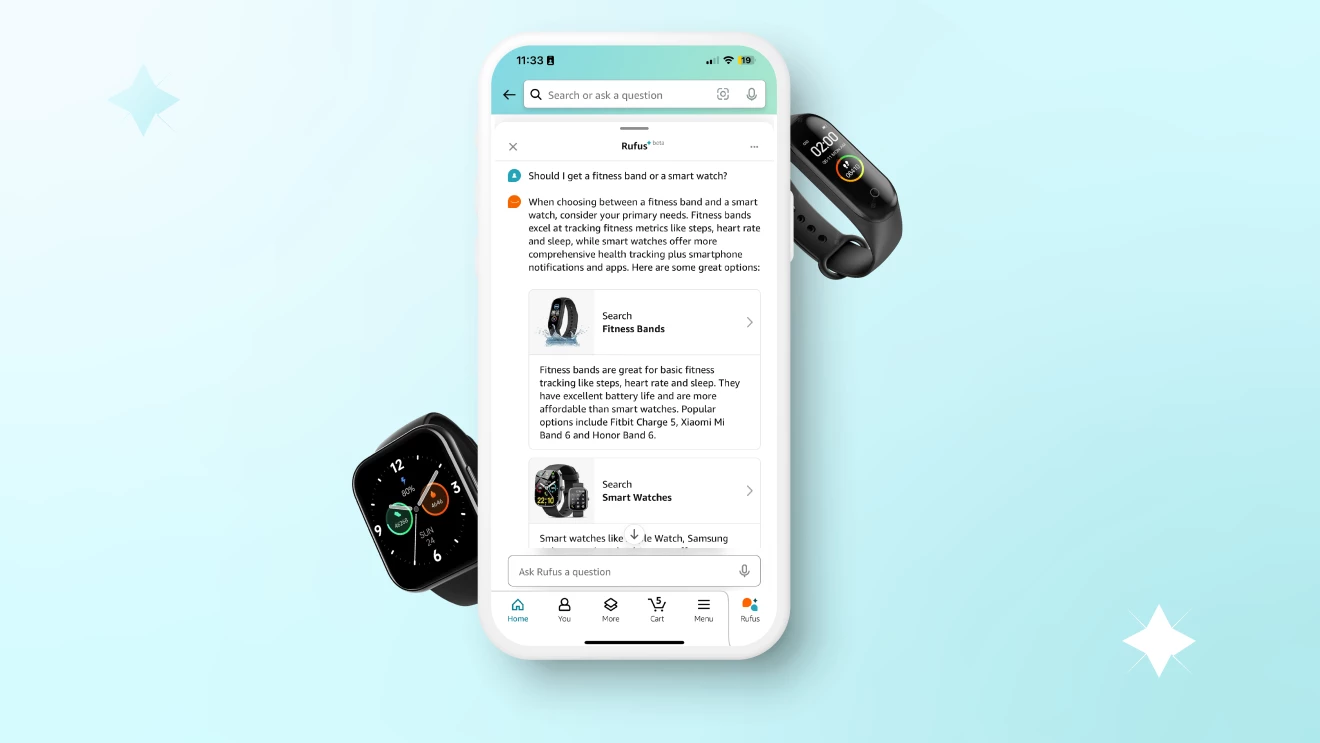 11:33
19
Search or ask a question
Rufus beta
Should I get a fitness band or a smart watch?
When choosing between a fitness band and a smart
watch, consider your primary needs. Fitness bands
excel at tracking fitness metrics like steps, heart rate
and sleep, while smart watches offer more
comprehensive health tracking plus smartphone
notifications and apps. Here are some great options:
Search
Fitness Bands
Fitness bands are great for basic fitness
tracking like steps, heart rate and sleep. They
have excellent battery life and are more
affordable than smart watches. Popular
options include Fitbit Charge 5, Xiaomi Mi
Band 6 and Honor Band 6.
22:10
Search
Smart Watches
Smart watches like le Watch, Samsung
Ask Rufus a question
Home
You
More
5
Cart
Menu
Rufus
02:00
12
80%
3
4646
9
SUN
24
6